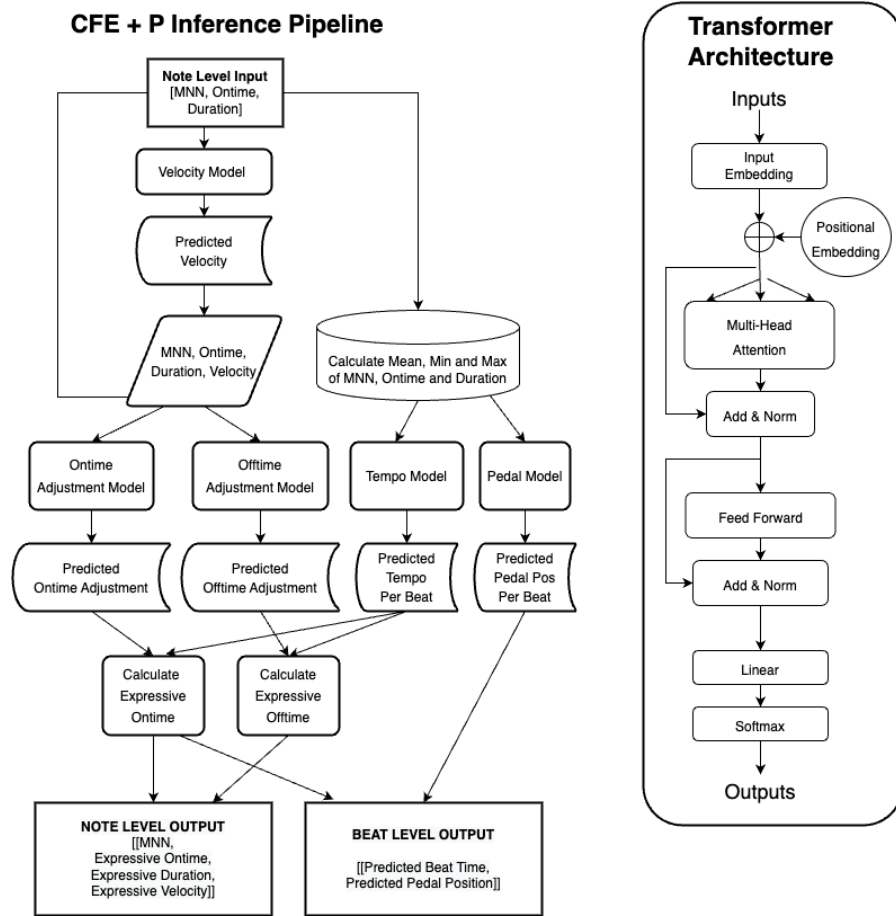 CFE + P Inference Pipeline
Note Level Input
[MNN, Ontime,
Duration]
Velocity Model
Predicted
Velocity
MNN, Ontime,
Duration, Velocity
Calculate Mean, Min and Max
of MNN, Ontime and Duration
Ontime
Adjustment Model
Offtime
Adjustment Model
Tempo Model
Pedal Model
Predicted
Ontime Adjustment
Predicted
Offtime Adjustment
Predicted
Tempo
Per Beat
Predicted
Pedal Pos
Per Beat
Calculate
Expressive
Ontime
Calculate
Expressive
Offtime
NOTE LEVEL OUTPUT
[[MNN,
Expressive Ontime,
Expressive Duration,
Expressive Velocity]]
BEAT LEVEL OUTPUT
[[Predicted Beat Time,
Predicted Pedal Position]]
Transformer
Architecture
Inputs
Input
Embedding
Positional
Embedding
Multi-Head
Attention
Add & Norm
Feed Forward
Add & Norm
Linear
Softmax
Outputs